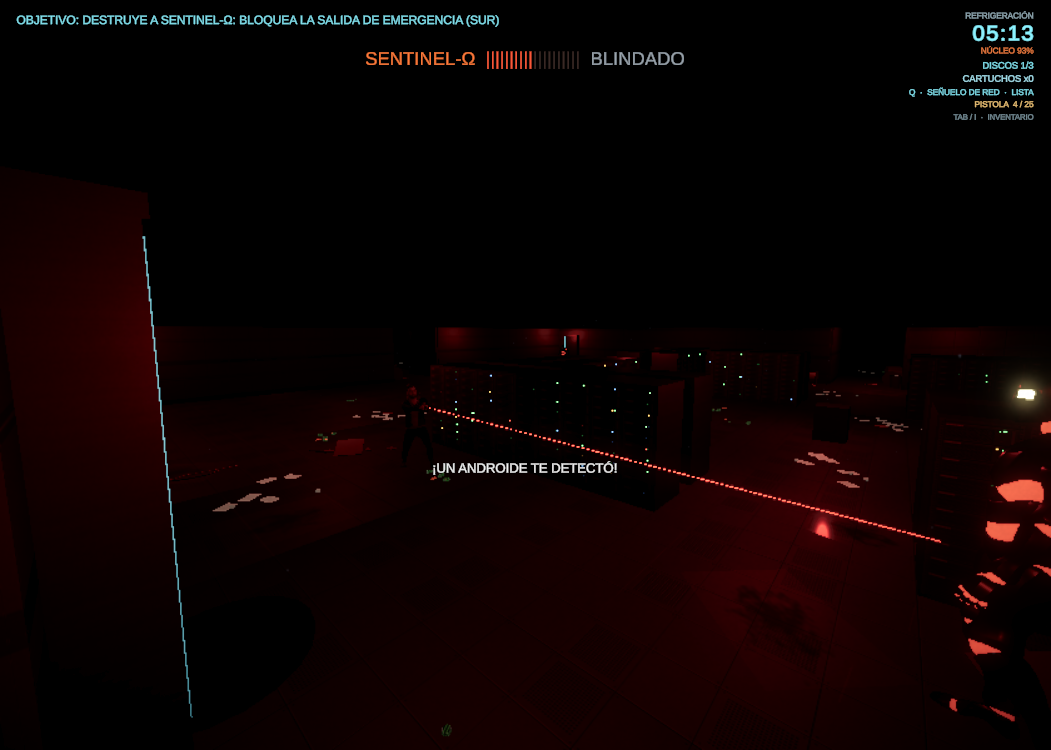 OBJETIVO: DESTRUYE A SENTINEL-Ω: BLOQUEA LA SALIDA DE EMERGENCIA (SUR)
REFRIGERACIÓN
05:13
NÚCLEO 93%
SENTINEL-Ω BLINDADO
DISCOS 1/3
CARTUCHOS x0
Q · SEÑUELO DE RED · LISTA
PISTOLA 4 / 25
TAB / I · INVENTARIO
¡UN ANDROIDE TE DETECTÓ!